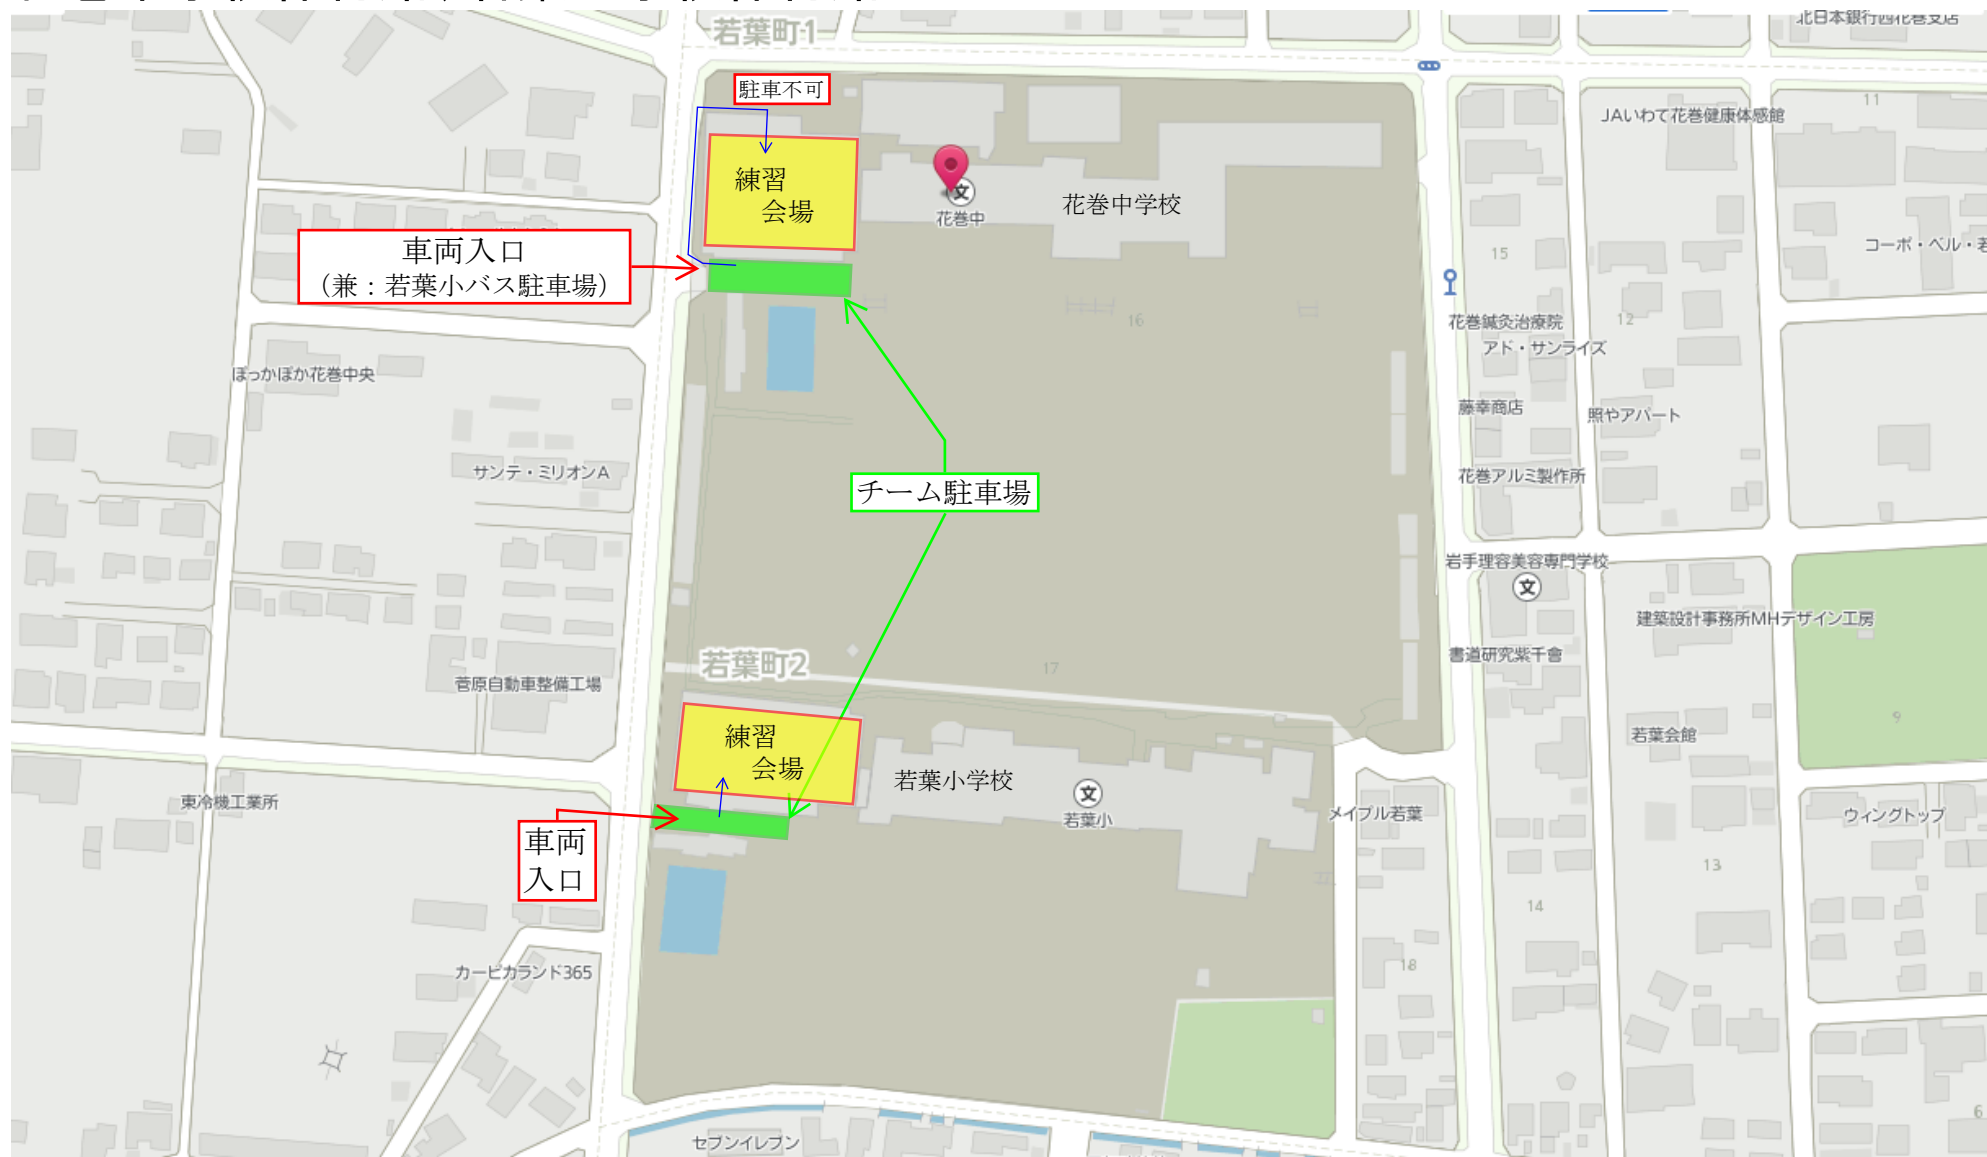 若葉町1
北日本銀行四花巻支店
駐車不可
JAいわて花巻健康体感館
11
練習
会場
花巻中
花巻中学校
車両入口
（兼：若葉小バス駐車場）
15
コーポ・ベル・若
16
花巻鍼灸治療院
12
アド・サンライズ
ぽっかぽか花巻中央
藤幸商店
照やアパート
サンテ・ミリオンA
花巻アルミ製作所
チーム駐車場
岩手理容美容専門学校
建築設計事務所MHデザイン工房
若葉町2
17
書道研究紫千會
菅原自動車整備工場
9
練習
会場
若葉会館
若葉小学校
東冷機工業所
若葉小
メイプル若葉
ウィングトップ
車両
入口
13
14
カービカランド365
18
6
セブンイレブン